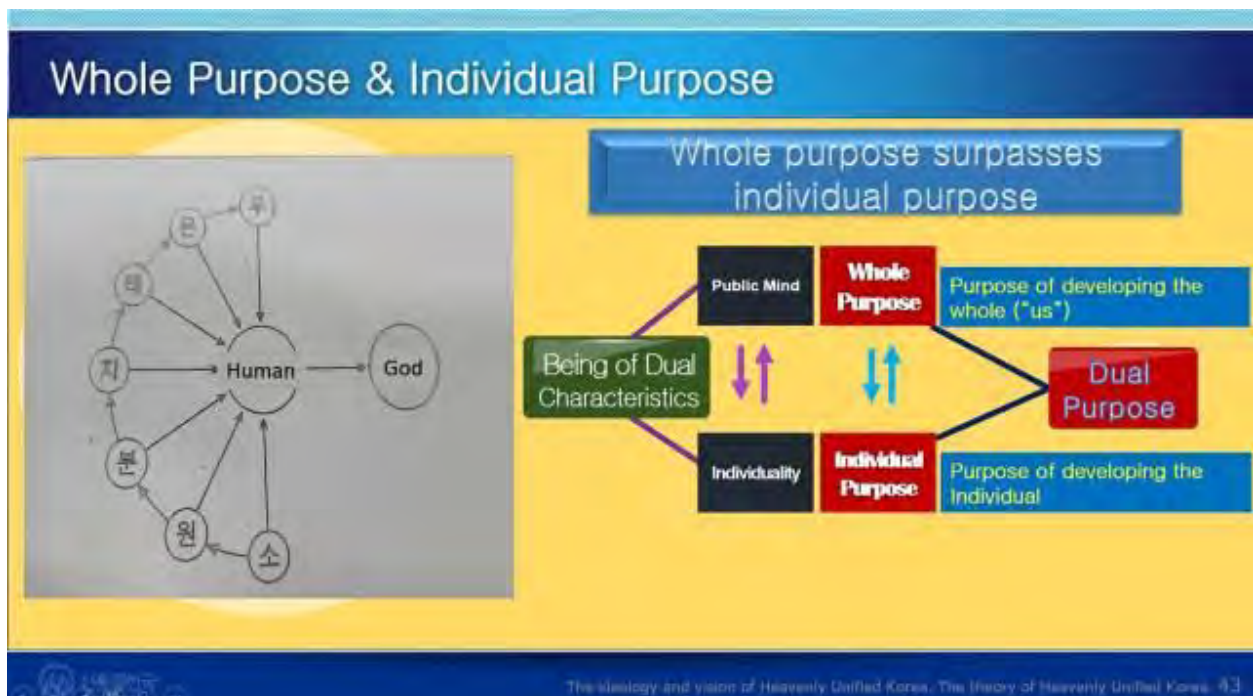 Whole Purpose & Individual Purpose
우
은
태
지
분
원
소
Human
God
Whole purpose surpasses
individual purpose
Public Mind
Whole
Purpose
Purpose of developing the
whole ("us")
Being of Dual
Characteristics
Dual
Purpose
Individuality
Individual
Purpose
Purpose of developing the
Individual
The ideology and vision of Heavenly Unified Korea. The theory of Heavenly Unified Korea. 43